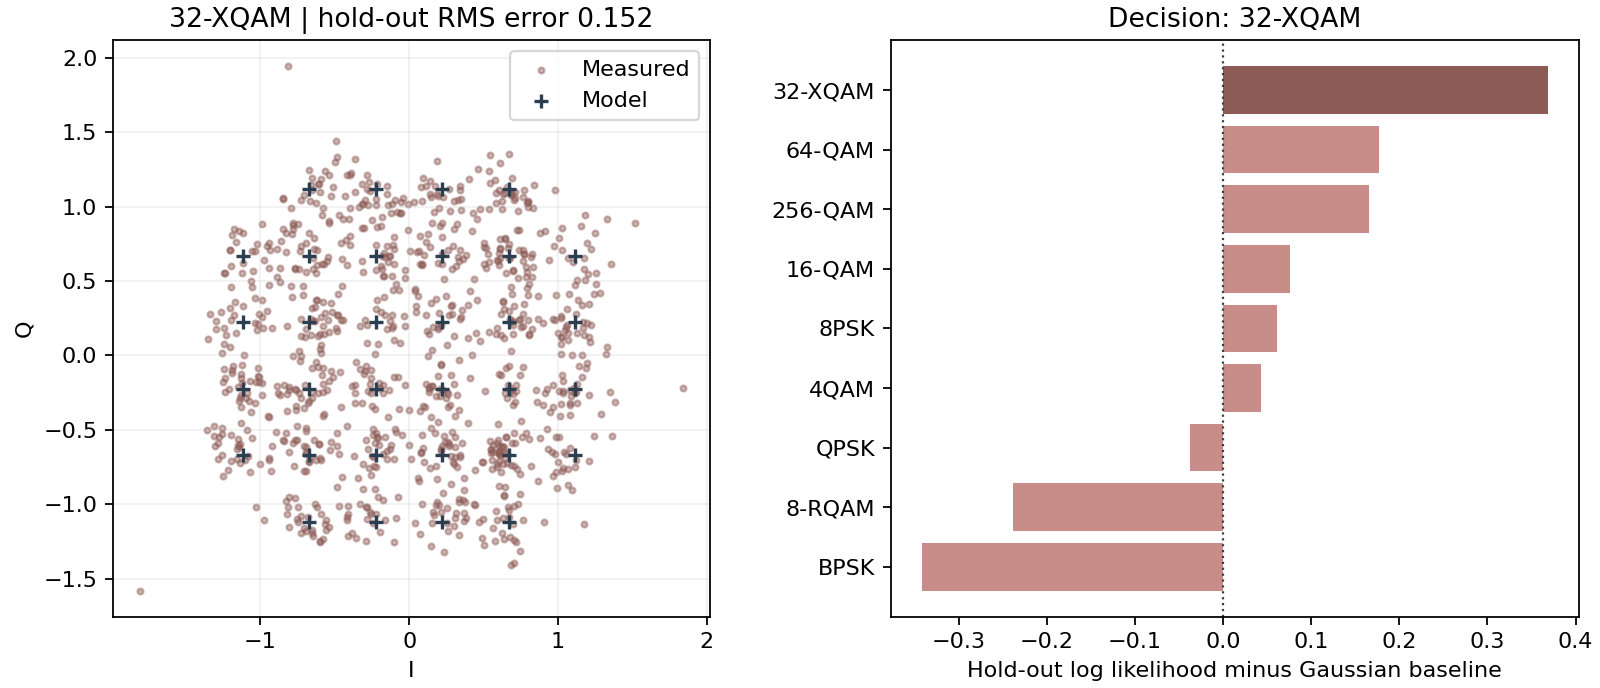 32-XQAM | hold-out RMS error 0.152
Measured
Model
2.0
1.5
1.0
0.5
0.0
−0.5
−1.0
−1.5
Q
−1
0
1
2
I
Decision: 32-XQAM
32-XQAM
64-QAM
256-QAM
16-QAM
8PSK
4QAM
QPSK
8-RQAM
BPSK
−0.3
−0.2
−0.1
0.0
0.1
0.2
0.3
0.4
Hold-out log likelihood minus Gaussian baseline